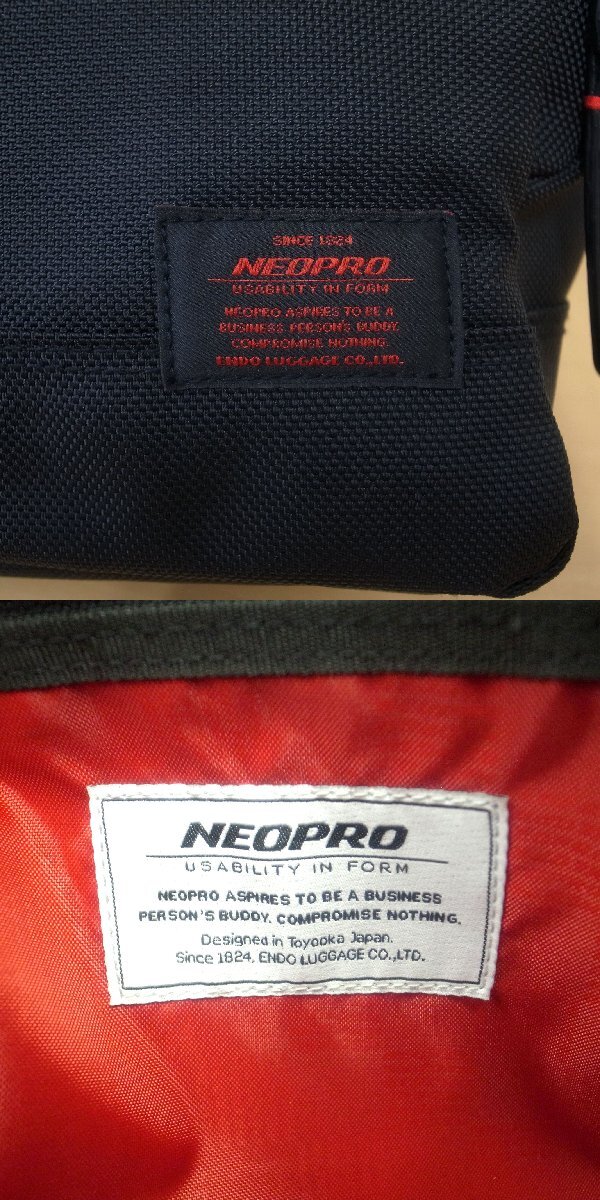 SINCE 1824
NEOPRO
USABILITY IN FORM
NEOPRO ASPIRES TO BE A
BUSINESS PERSON'S BUDDY.
COMPROMISE NOTHING.
ENDO LUGGAGE CO.,LTD.
NEOPRO
USABILITY IN FORM
NEOPRO ASPIRES TO BE A BUSINESS
PERSON'S BUDDY. COMPROMISE NOTHING.
Designed in Toyooka Japan.
Since 1824. ENDO LUGGAGE CO.,LTD.